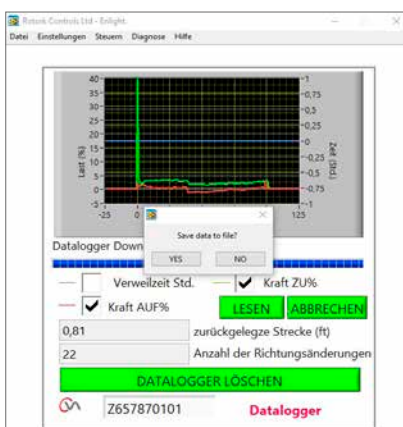 Rotork Controls Ltd - Enlight.
Datei Einstellungen Steuern Diagnose Hilfe
40
35
30
25
20
15
10
5
0
-5
Last (%)
1
0,75
0,5
0,25
0
-0,25
-0,5
-0,75
-1
Zeit (Std.)
-25 0 125
Save data to file?
YES NO
Datalogger Down
Verweilzeit Std. Kraft ZU%
Kraft AUF% LESEN ABBRECHEN
0,81 zurückgelegze Strecke (ft)
22 Anzahl der Richtungsänderungen
DATALOGGER LÖSCHEN
Z657870101 Datalogger